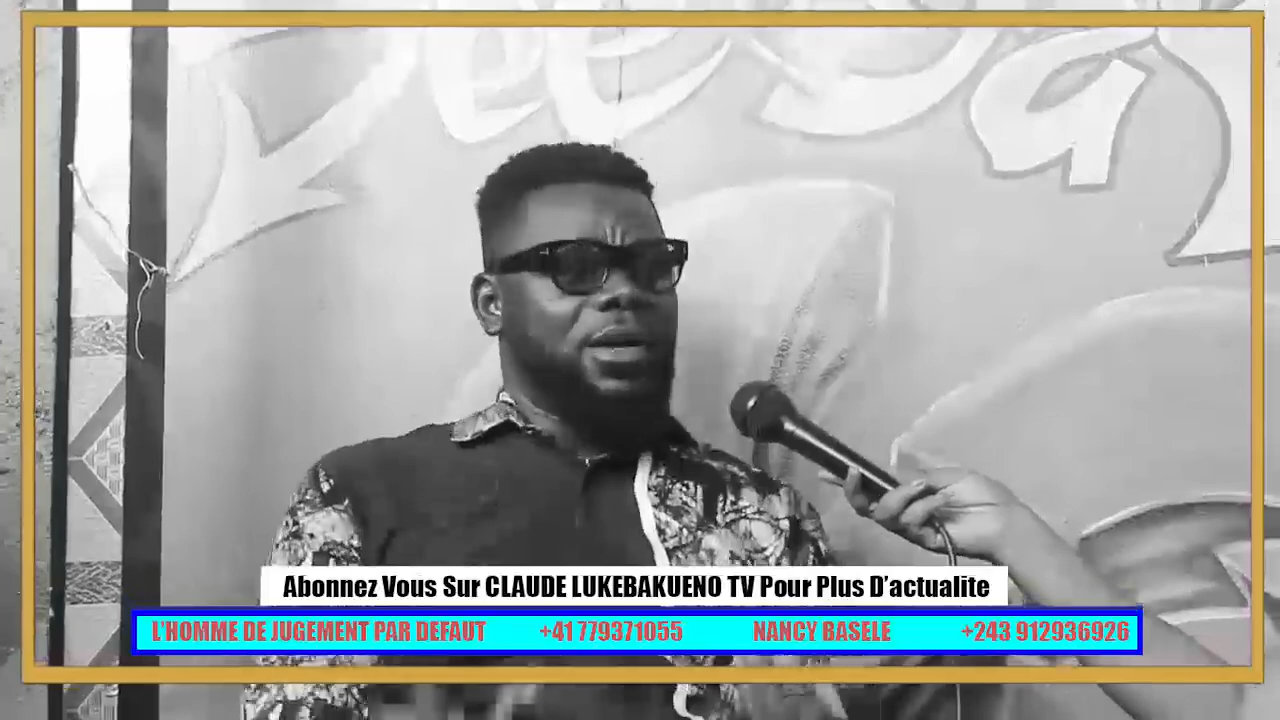 Abonnez Vous Sur CLAUDE LUKEBAKUENO TV Pour Plus D'actualite
L'HOMME DE JUGEMENT PAR DEFAUT +41 779371055 NANCY BASELE +243 912936926